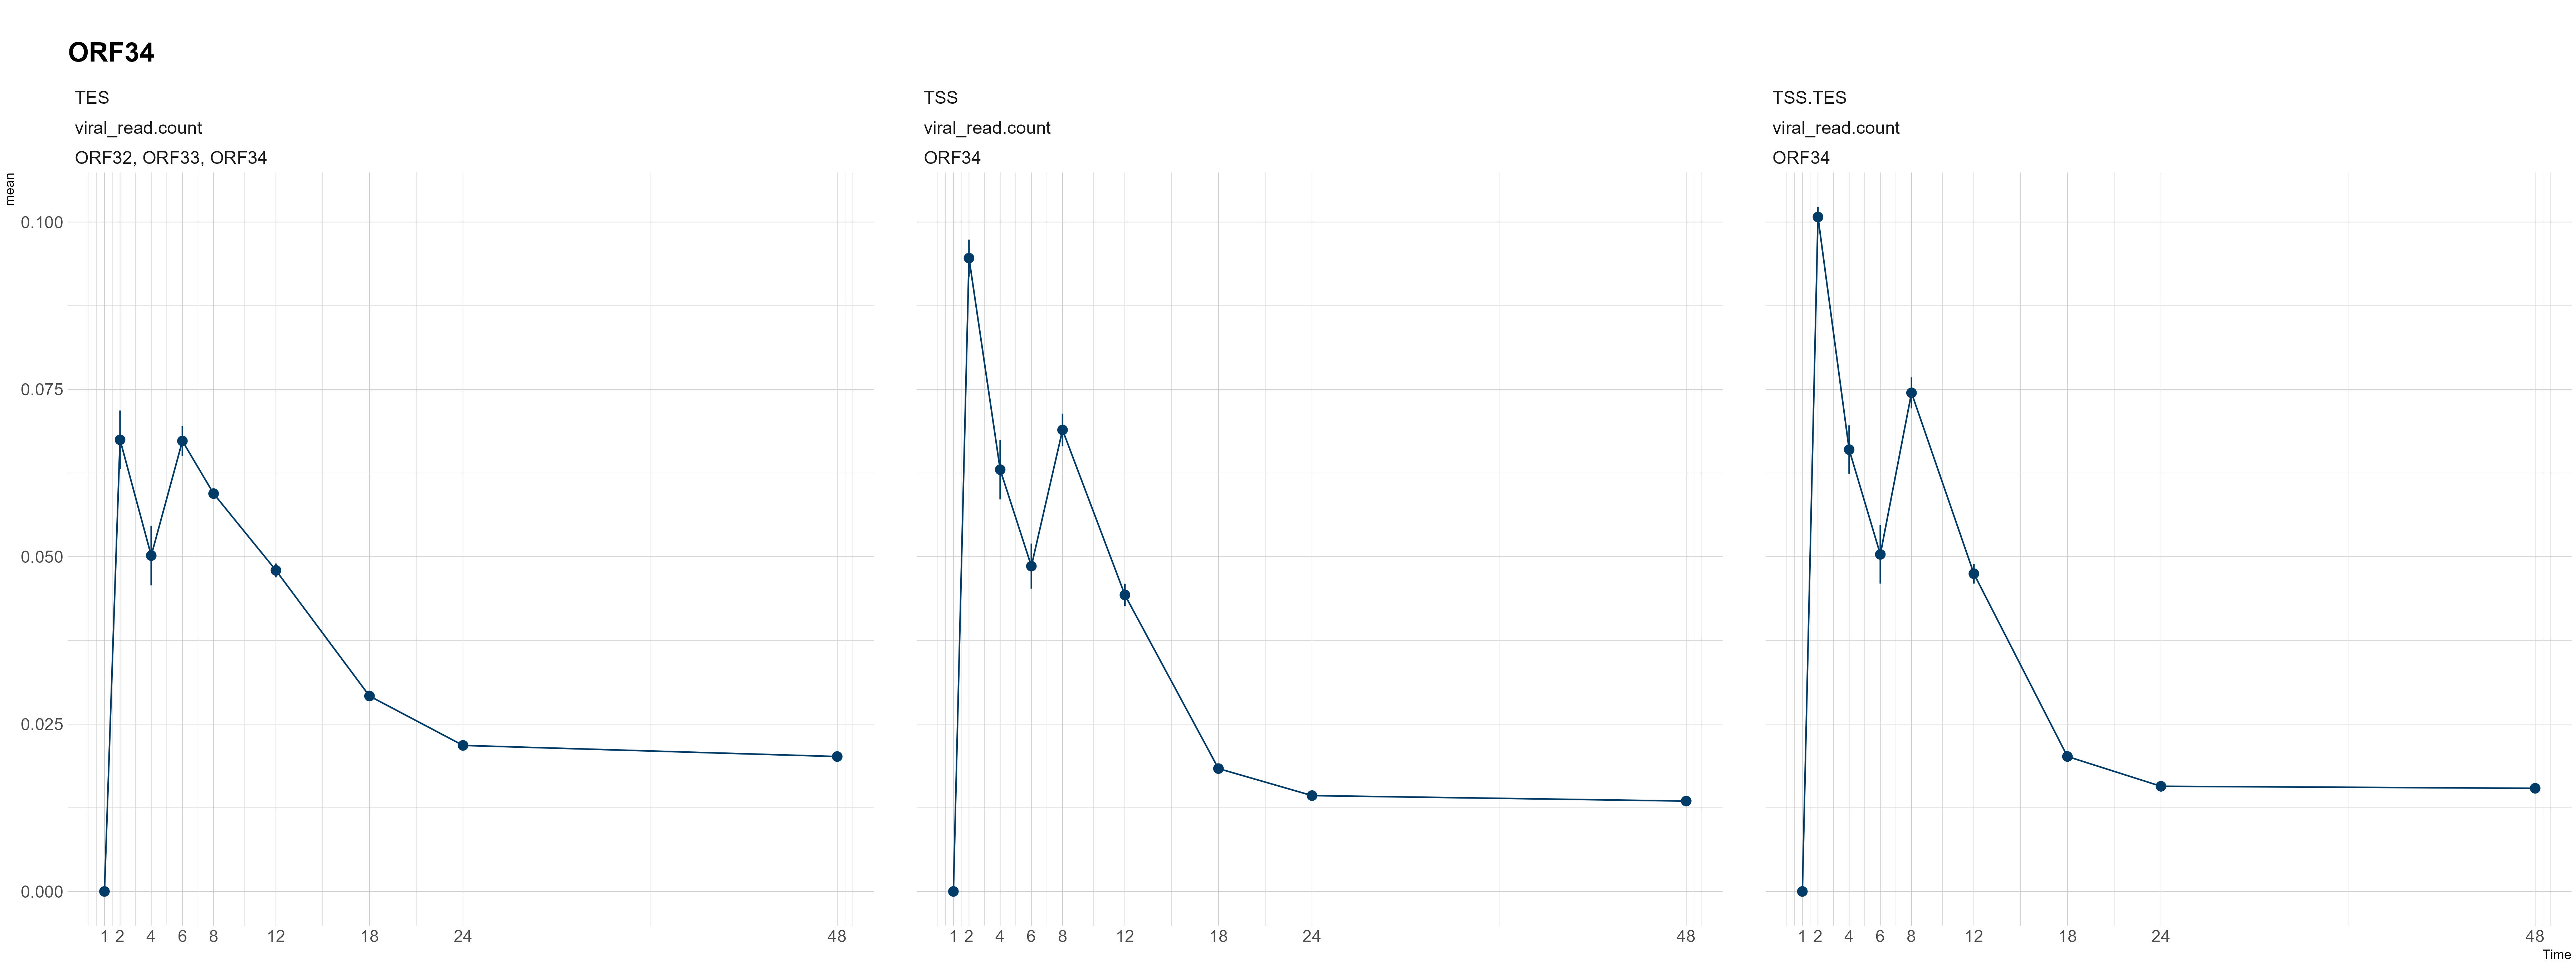 ORF34
TES
viral_read.count
ORF32, ORF33, ORF34
TSS
viral_read.count
ORF34
TSS.TES
viral_read.count
ORF34
mean
0.100
0.075
0.050
0.025
0.000
1 2 4 6 8 12 18 24 48
1 2 4 6 8 12 18 24 48
1 2 4 6 8 12 18 24 48
Time